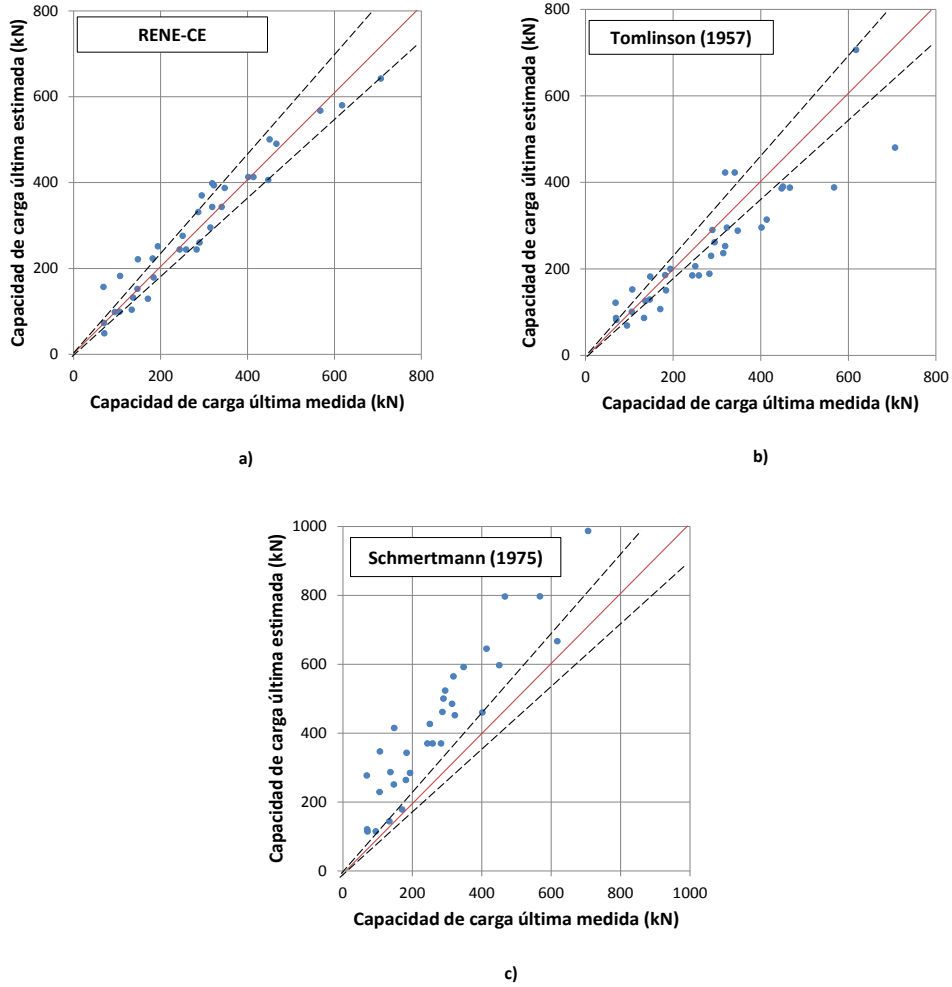 RENE-CE
Capacidad de carga última estimada (kN)
800
600
400
200
0
0 200 400 600 800
Capacidad de carga última medida (kN)
a)
Tomlinson (1957)
Capacidad de carga última estimada (kN)
800
600
400
200
0
0 200 400 600 800
Capacidad de carga última medida (kN)
b)
Schmertmann (1975)
Capacidad de carga última estimada (kN)
1000
800
600
400
200
0
0 200 400 600 800 1000
Capacidad de carga última medida (kN)
c)